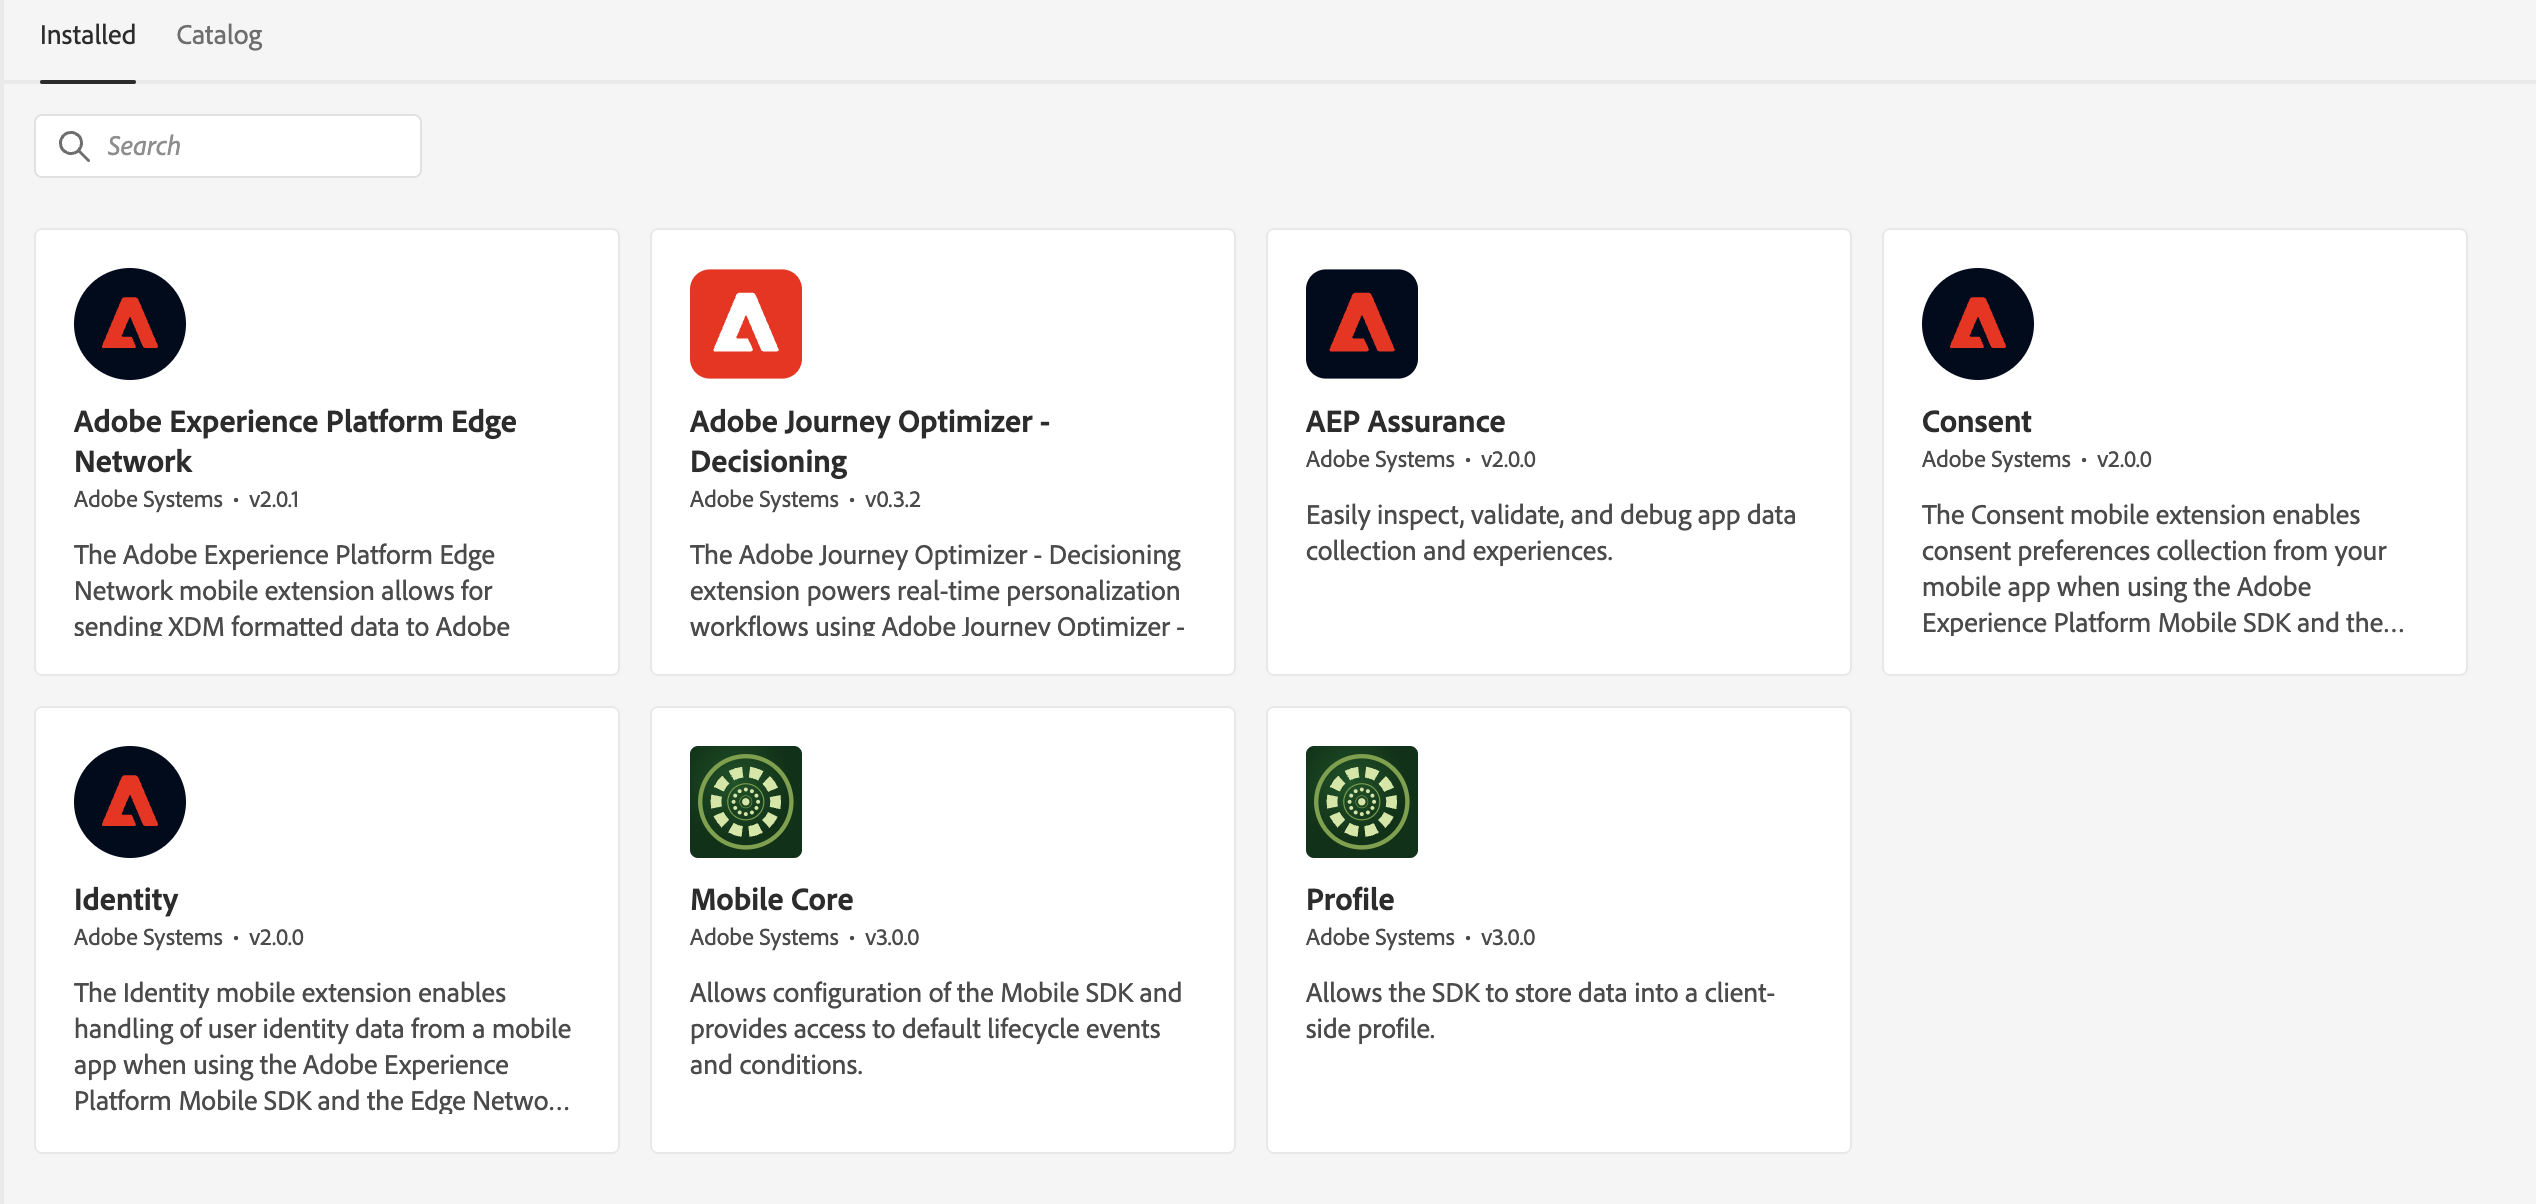 Installed
Catalog
Search
Adobe Experience Platform Edge
Network
Adobe Systems • v2.0.1
The Adobe Experience Platform Edge
Network mobile extension allows for
sending XDM formatted data to Adobe
Adobe Journey Optimizer -
Decisioning
Adobe Systems • v0.3.2
The Adobe Journey Optimizer - Decisioning
extension powers real-time personalization
workflows using Adobe Journey Optimizer -
AEP Assurance
Adobe Systems • v2.0.0
Easily inspect, validate, and debug app data
collection and experiences.
Consent
Adobe Systems • v2.0.0
The Consent mobile extension enables
consent preferences collection from your
mobile app when using the Adobe
Experience Platform Mobile SDK and the...
Identity
Adobe Systems • v2.0.0
The Identity mobile extension enables
handling of user identity data from a mobile
app when using the Adobe Experience
Platform Mobile SDK and the Edge Netwo...
Mobile Core
Adobe Systems • v3.0.0
Allows configuration of the Mobile SDK and
provides access to default lifecycle events
and conditions.
Profile
Adobe Systems • v3.0.0
Allows the SDK to store data into a client-
side profile.